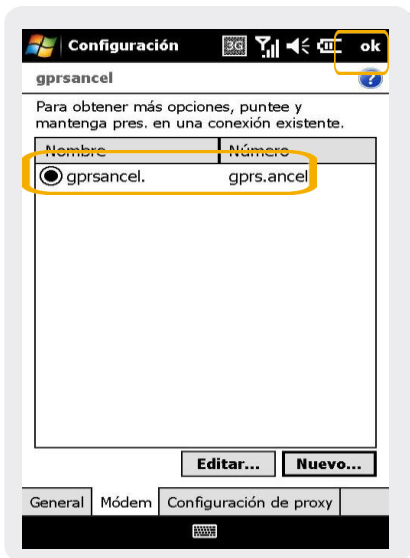 Configuración 3G ok
gprsancel ?
Para obtener más opciones, puntee y
mantenga pres. en una conexión existente.
Nombre Número
gprsancel. gprs.ancel
Editar... Nuevo...
General Módem Configuración de proxy